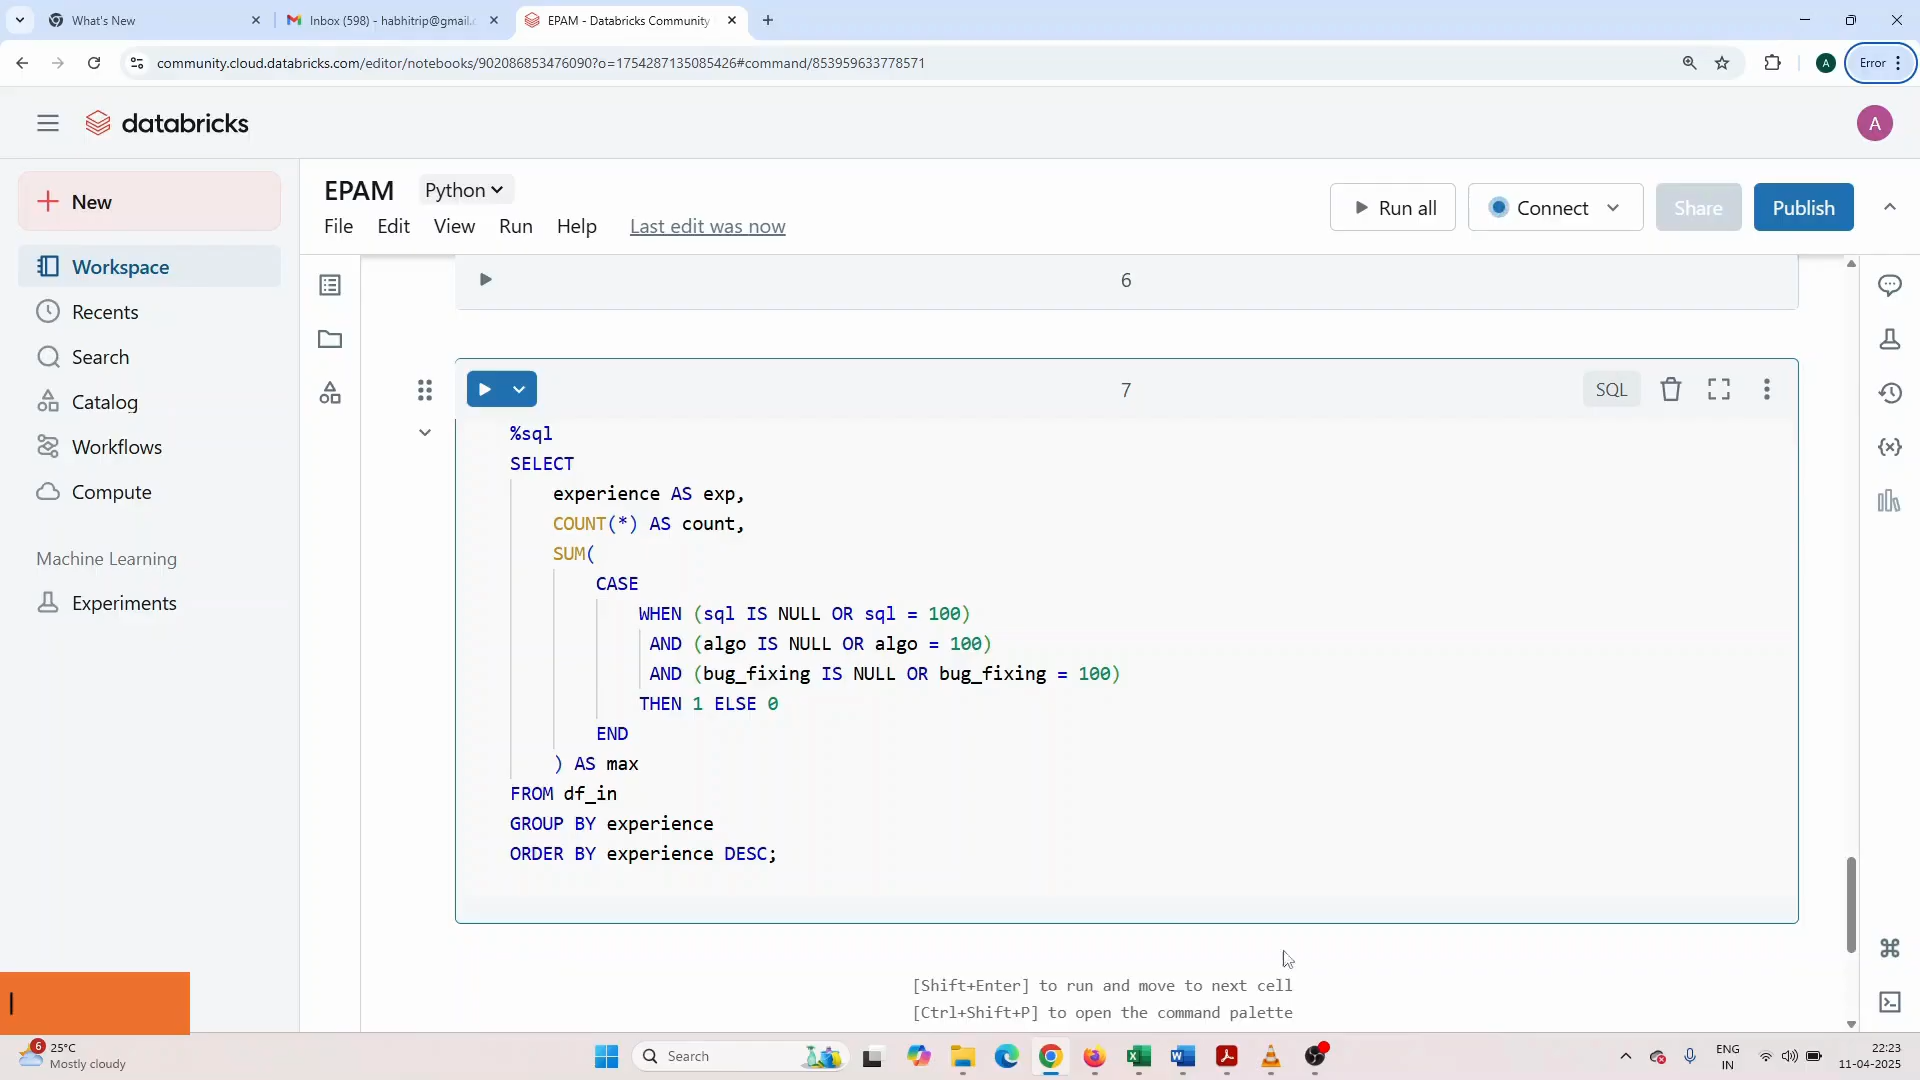 What's New
Inbox (598) - habhitrip@gmail.c
EPAM - Databricks Community
community.cloud.databricks.com/editor/notebooks/902086853476090?o=1754287135085426#command/853959633778571
A
Error
databricks
A
New
Workspace
Recents
Search
Catalog
Workflows
Compute
Machine Learning
Experiments
EPAM
Python
File
Edit
View
Run
Help
Last edit was now
Run all
Connect
Share
Publish
6
7
SQL
%sql
SELECT
experience AS exp,
COUNT(*) AS count,
SUM(
CASE
WHEN (sql IS NULL OR sql = 100)
AND (algo IS NULL OR algo = 100)
AND (bug_fixing IS NULL OR bug_fixing = 100)
THEN 1 ELSE 0
END
) AS max
FROM df_in
GROUP BY experience
ORDER BY experience DESC;
[Shift+Enter] to run and move to next cell
[Ctrl+Shift+P] to open the command palette
6
25°C
Mostly cloudy
Search
ENG
IN
22:23
11-04-2025